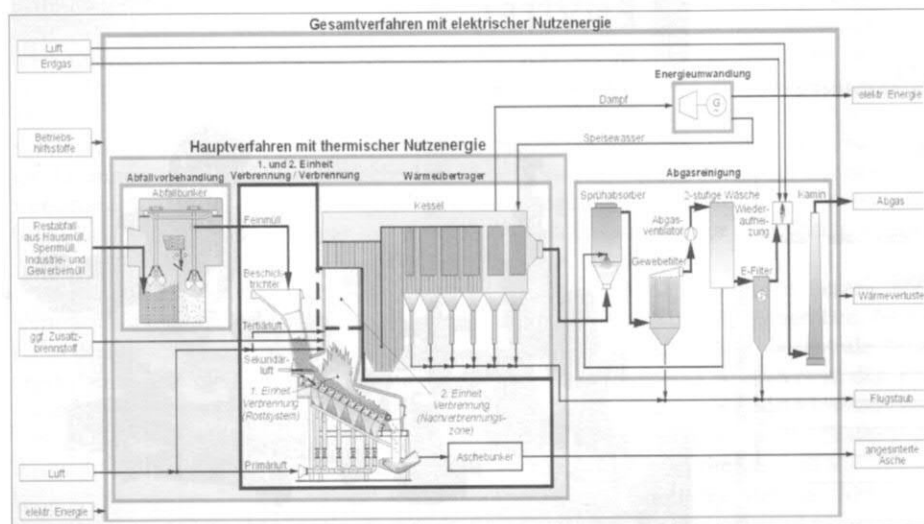 Gesamtverfahren mit elektrischer Nutzenergie
Luft
Erdgas
Energieumwandlung
G
Dampf
elektr. Energie
Betriebs-
hilfsstoffe
Speisewasser
Hauptverfahren mit thermischer Nutzenergie
1. und 2. Einheit
Verbrennung / Verbrennung
Abfallvorbehandlung
Wärmeübertrager
Abgasreinigung
Abfallbunker
Kessel
Sprühabsorber
2-stufige Wäsche
Kamin
Abgas
Feinmüll
Wieder-
aufhei-
zung
Abgas-
ventilator
Restabfall
aus Hausmüll,
Sperrmüll,
Industrie- und
Gewerbemüll
Gewebefilter
E-Filter
Beschick-
trichter
Wärmeverluste
Tertiärluft
ggf. Zusatz-
brennstoff
Sekundär-
luft
1. Einheit
Verbrennung
(Rostsystem)
2. Einheit
Verbrennung
(Nachverbrennungs-
zone)
Flugstaub
Luft
Primärluft
Aschebunker
angesinterte
Asche
elektr. Energie